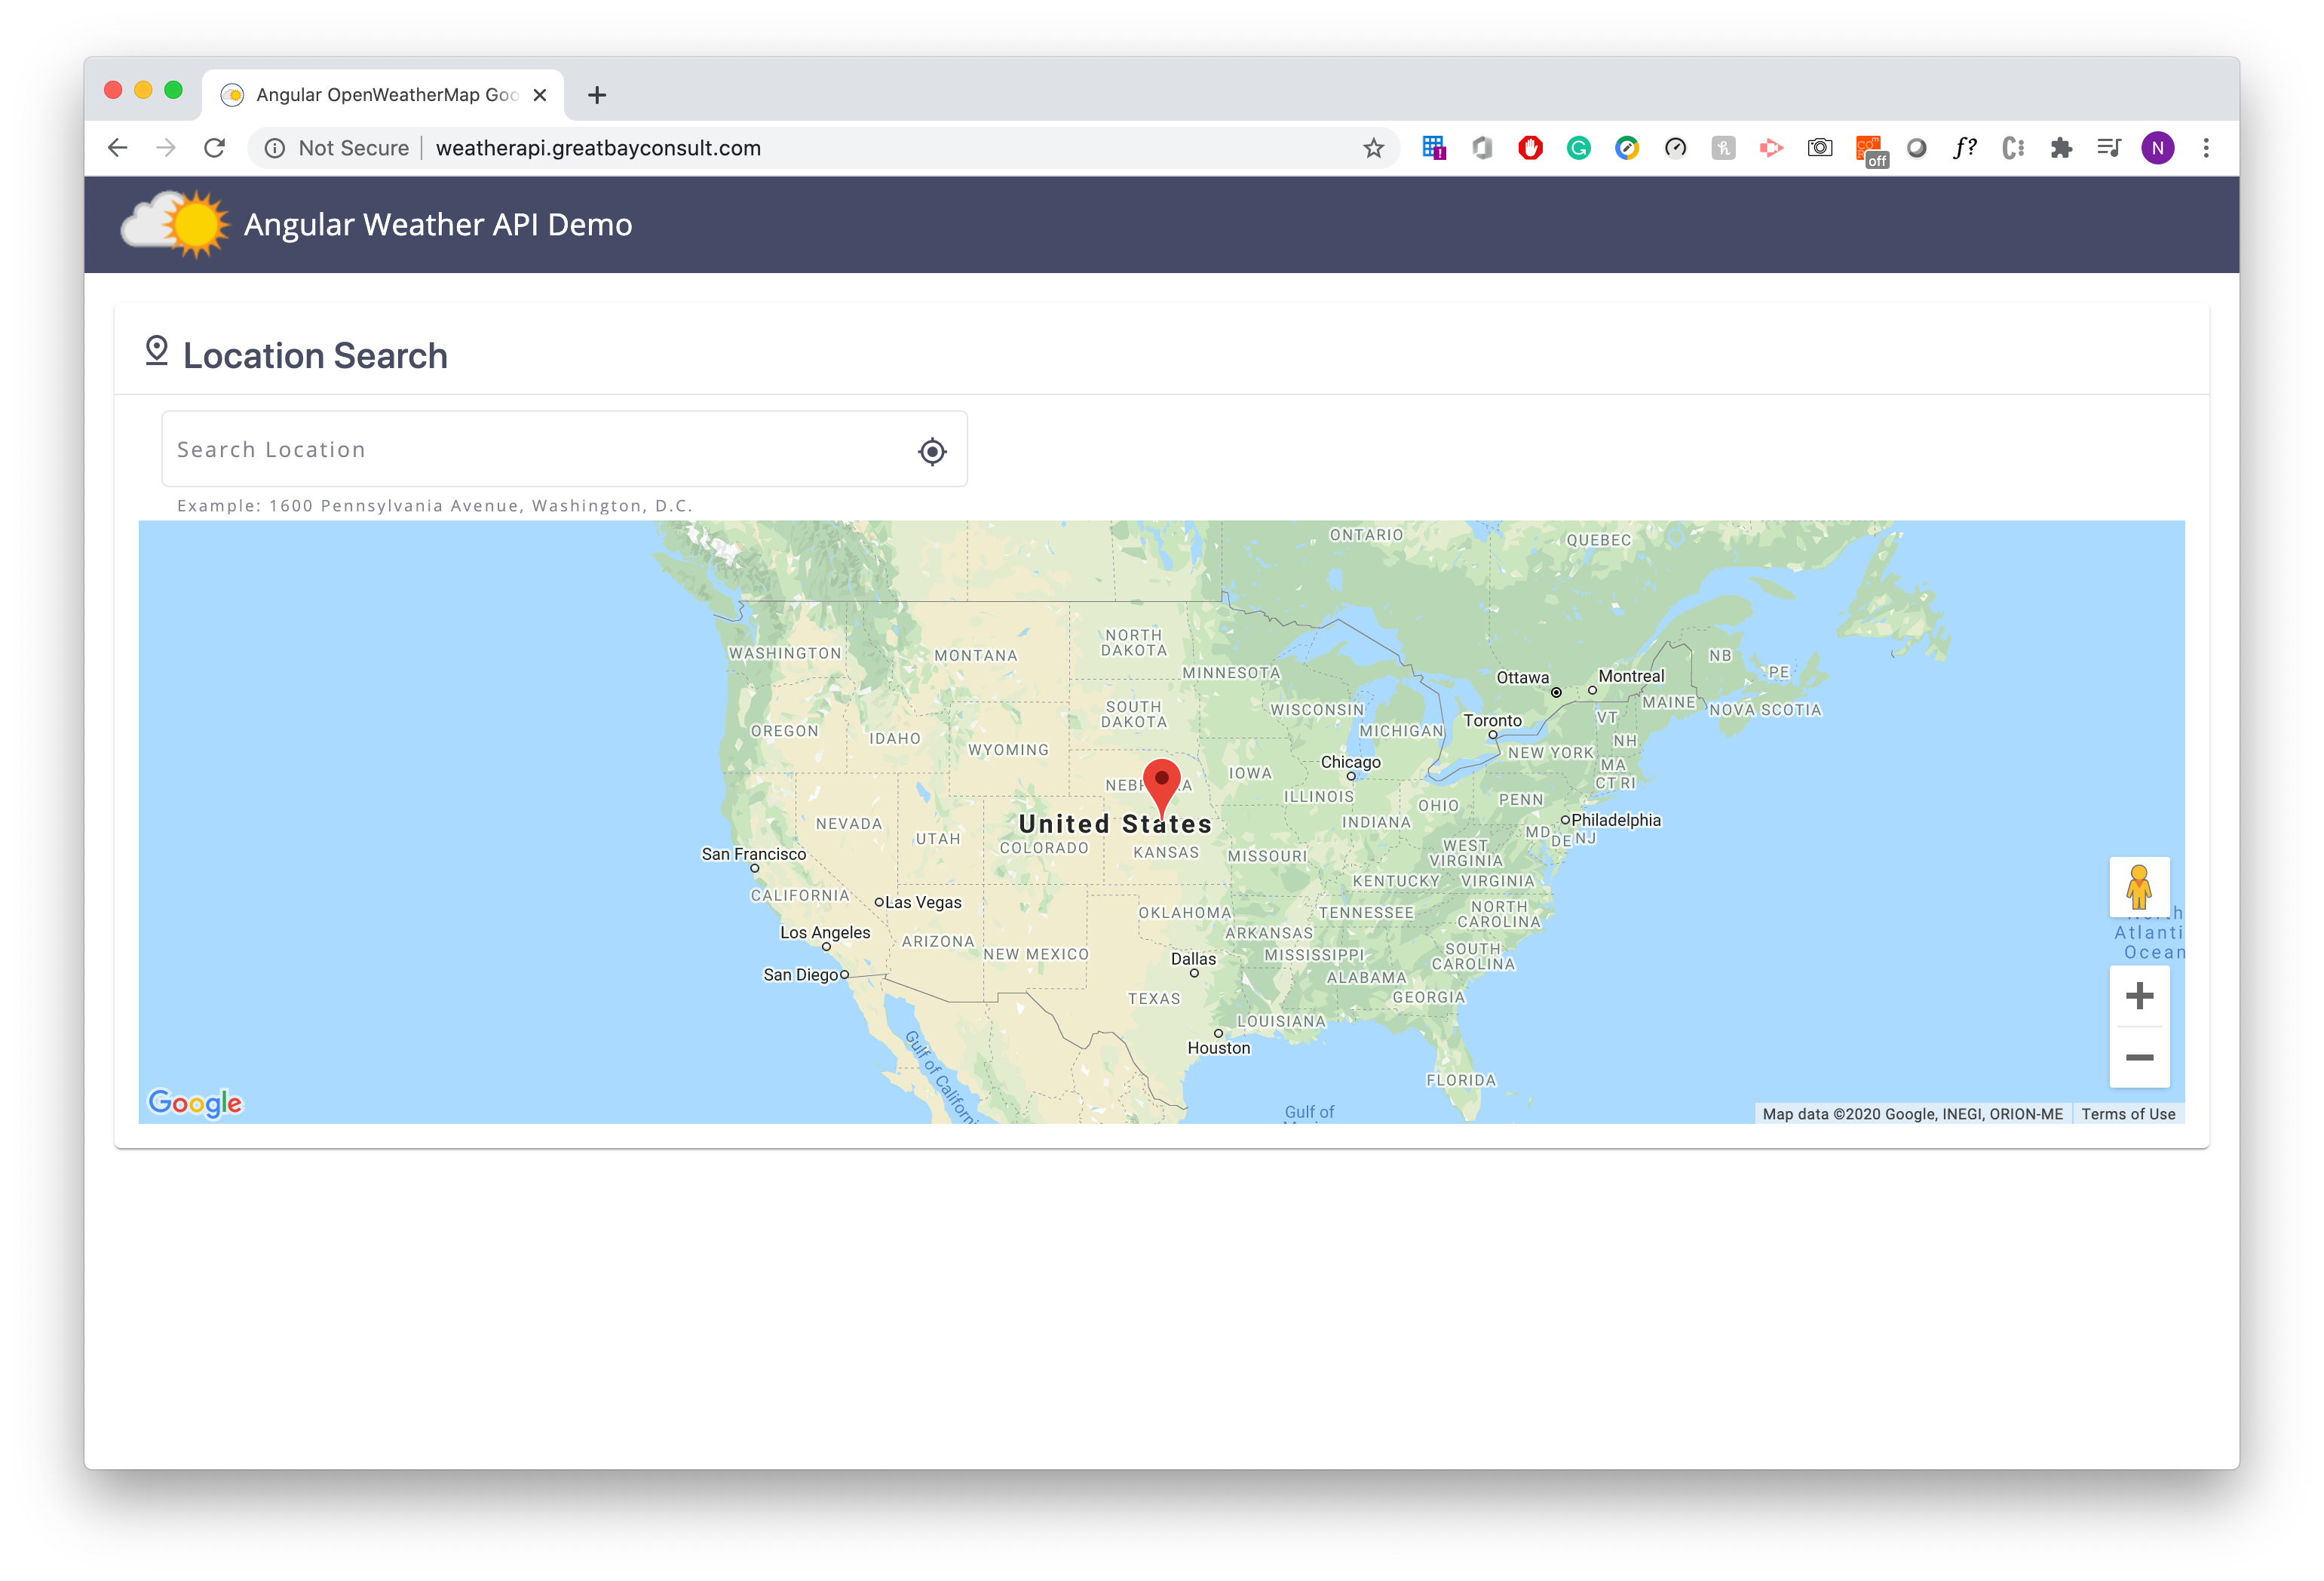 Angular OpenWeatherMap Goo
Not Secure
weatherapi.greatbayconsult.com
off
f?
N
Angular Weather API Demo
Location Search
Search Location
Example: 1600 Pennsylvania Avenue, Washington, D.C.
ONTARIO
QUEBEC
WASHINGTON
MONTANA
NORTH
DAKOTA
MINNESOTA
NB
PE
Ottawa
Montreal
MAINE
NOVA SCOTIA
SOUTH
DAKOTA
WISCONSIN
MICHIGAN
Toronto
VT
NH
OREGON
IDAHO
WYOMING
NEW YORK
MA
CT RI
Chicago
IOWA
ILLINOIS
OHIO
PENN
INDIANA
Philadelphia
MD
DE
NJ
NEVADA
UTAH
United States
COLORADO
KANSAS
MISSOURI
WEST
VIRGINIA
San Francisco
KENTUCKY
VIRGINIA
CALIFORNIA
Las Vegas
OKLAHOMA
TENNESSEE
NORTH
CAROLINA
Los Angeles
ARIZONA
NEW MEXICO
ARKANSAS
MISSISSIPPI
SOUTH
CAROLINA
Dallas
San Diego
ALABAMA
GEORGIA
TEXAS
LOUISIANA
Houston
FLORIDA
Gulf of Californi
Gulf of
Atlanti
Ocean
Google
Map data ©2020 Google, INEGI, ORION-ME
Terms of Use